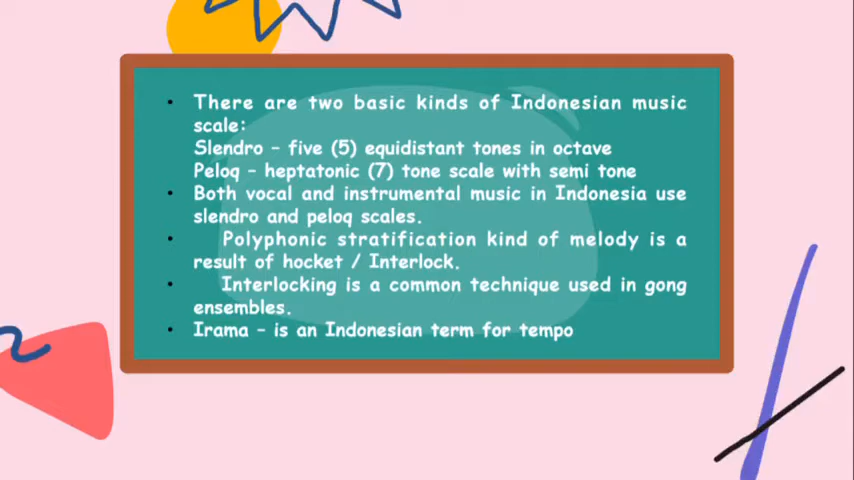 • There are two basic kinds of Indonesian music
scale:
Slendro – five (5) equidistant tones in octave
Peloq – heptatonic (7) tone scale with semi tone
• Both vocal and instrumental music in Indonesia use
slendro and peloq scales.
• Polyphonic stratification kind of melody is a
result of hocket / Interlock.
• Interlocking is a common technique used in gong
ensembles.
• Irama – is an Indonesian term for tempo